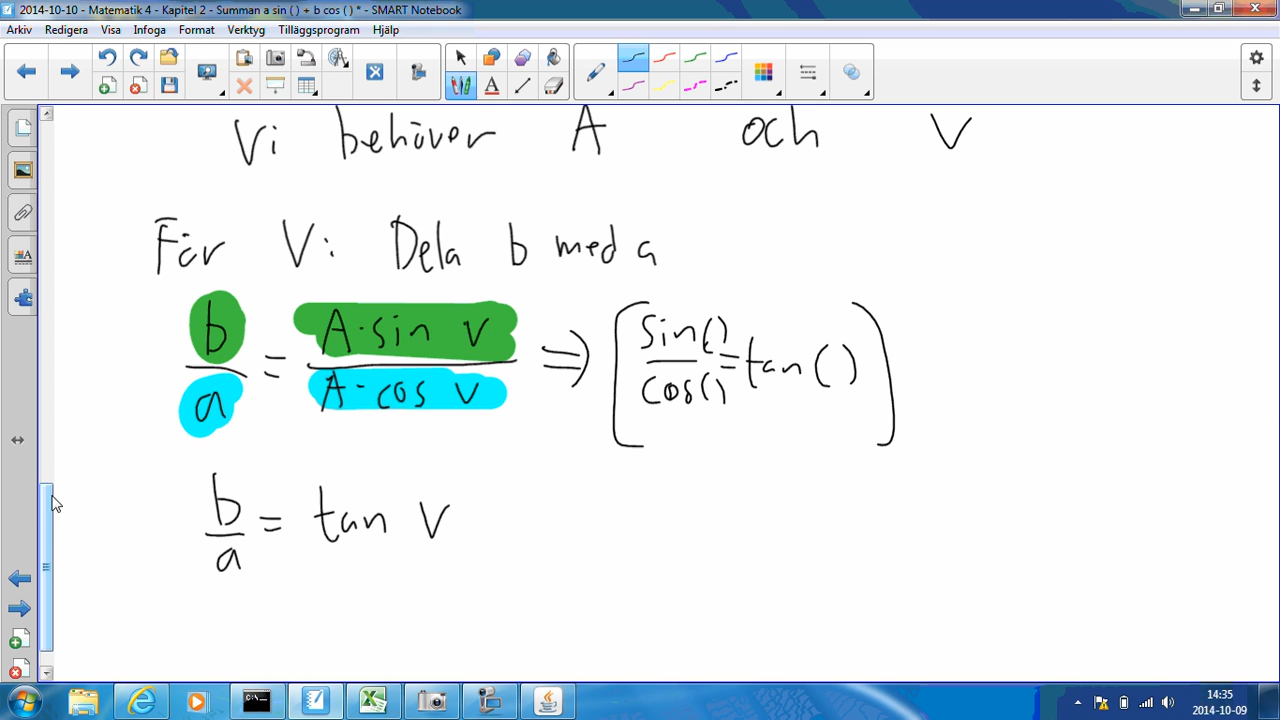 2014-10-10 - Matematik 4 - Kapitel 2 - Summan a sin ( ) + b cos ( ) * - SMART Notebook
Arkiv Redigera Visa Infoga Format Verktyg Tilläggsprogram Hjälp
Vi behöver A och v
För V: Dela b med a
b/a = A·sin v / A·cos v ⇒ [sin()/cos() = tan()]
b/a = tan v
14:35
2014-10-09